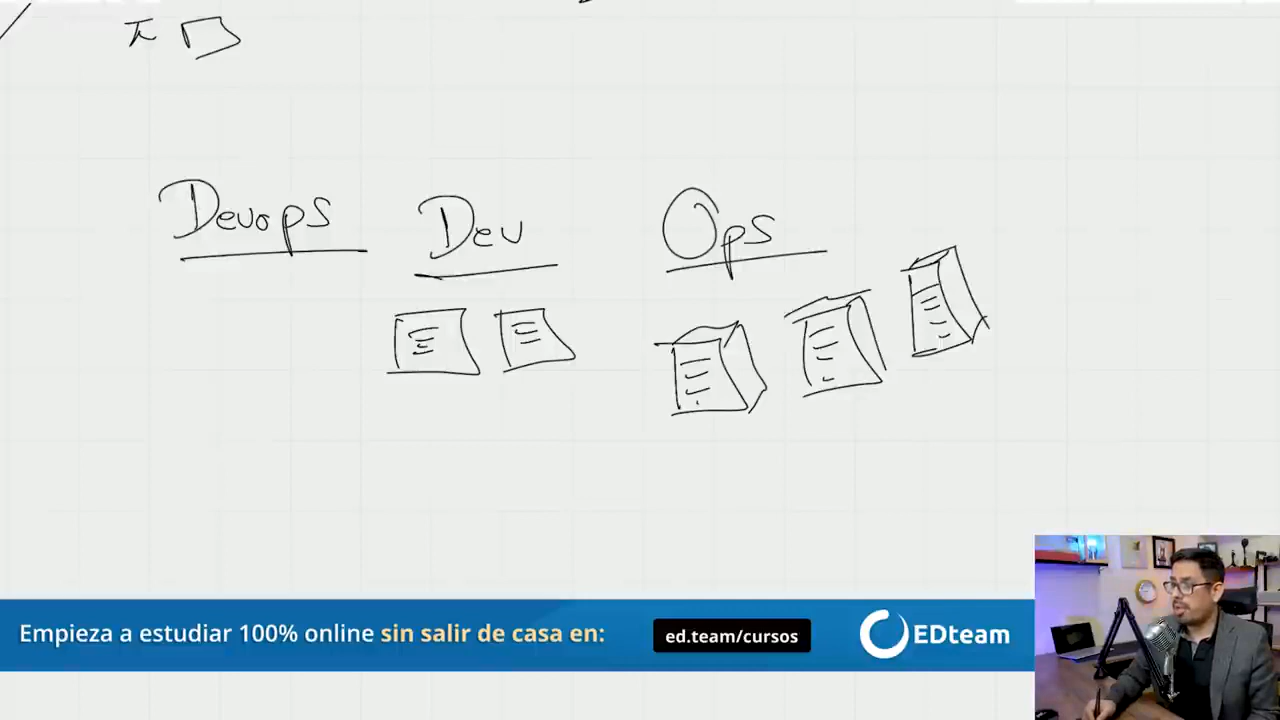 Devops Dev Ops
Empieza a estudiar 100% online sin salir de casa en: ed.team/cursos EDteam